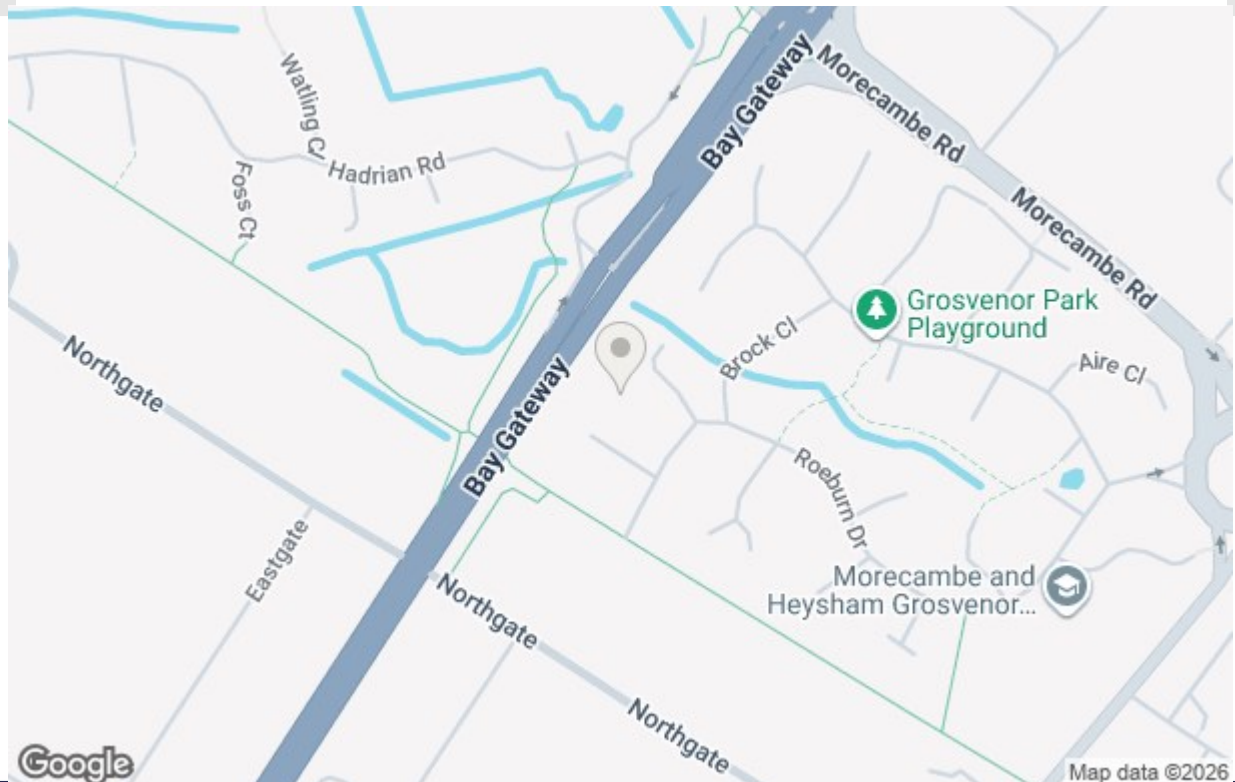 Watling Cl
Hadrian Rd
Foss Ct
Bay Gateway
Morecambe Rd
Morecambe Rd
Grosvenor Park
Playground
Aire Cl
Brock Cl
Northgate
Bay Gateway
Roeburn Dr
Eastgate
Morecambe and
Heysham Grosvenor...
Northgate
Northgate
Google
Map data ©2026